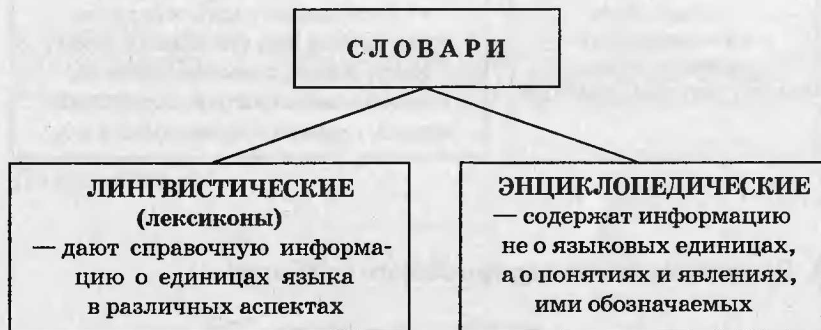 СЛОВАРИ
ЛИНГВИСТИЧЕСКИЕ
(лексиконы)
— дают справочную информа-
цию о единицах языка
в различных аспектах
ЭНЦИКЛОПЕДИЧЕСКИЕ
— содержат информацию
не о языковых единицах,
а о понятиях и явлениях,
ими обозначаемых